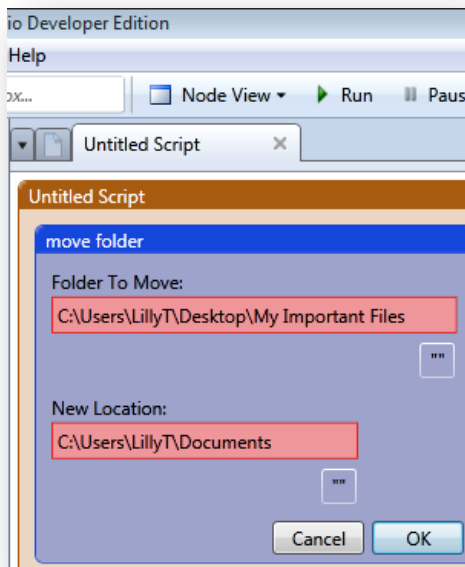 io Developer Edition
Help
ox...
Node View
Run
Paus
Untitled Script
Untitled Script
move folder
Folder To Move:
C:\Users\LillyT\Desktop\My Important Files
""
New Location:
C:\Users\LillyT\Documents
""
Cancel
OK